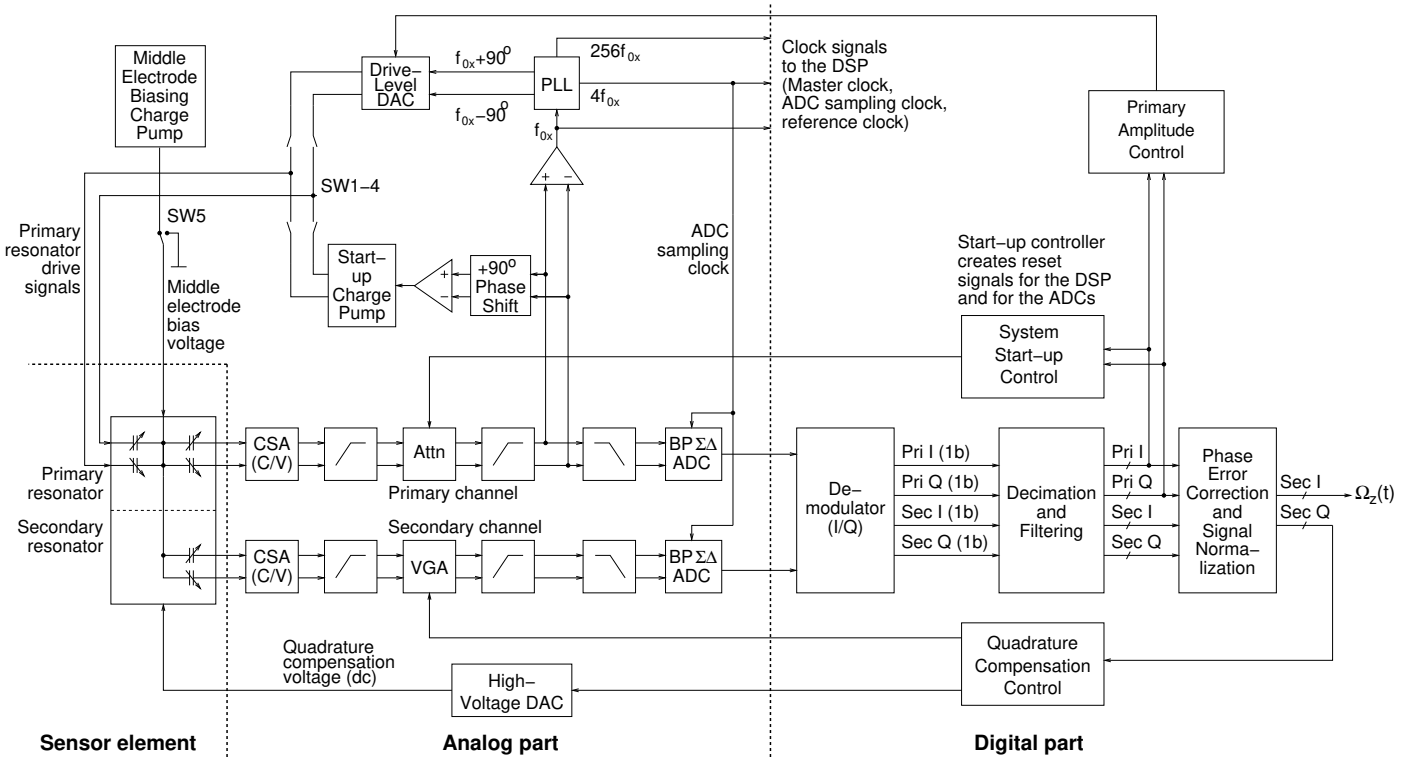 Middle
Electrode
Biasing
Charge
Pump
Drive−
Level
DAC
f0x+90o
f0x−90o
PLL
256f0x
4f0x
f0x
+ −
Clock signals
to the DSP
(Master clock,
ADC sampling clock,
reference clock)
Primary
Amplitude
Control
SW1−4
SW5
Primary
resonator
drive
signals
Middle
electrode
bias
voltage
Start−
up
Charge
Pump
+
−
+90o
Phase
Shift
ADC
sampling
clock
Start−up controller
creates reset
signals for the DSP
and for the ADCs
System
Start−up
Control
CSA
(C/V)
Attn
BP ΣΔ
ADC
Primary
resonator
Primary channel
Secondary
resonator
Secondary channel
CSA
(C/V)
VGA
BP ΣΔ
ADC
De−
modulator
(I/Q)
Pri I (1b)
Pri Q (1b)
Sec I (1b)
Sec Q (1b)
Decimation
and
Filtering
Pri I
Pri Q
Sec I
Sec Q
Phase
Error
Correction
and
Signal
Norma−
lization
Sec I
Sec Q
Ωz(t)
Quadrature
compensation
voltage (dc)
High−
Voltage DAC
Quadrature
Compensation
Control
Sensor element
Analog part
Digital part